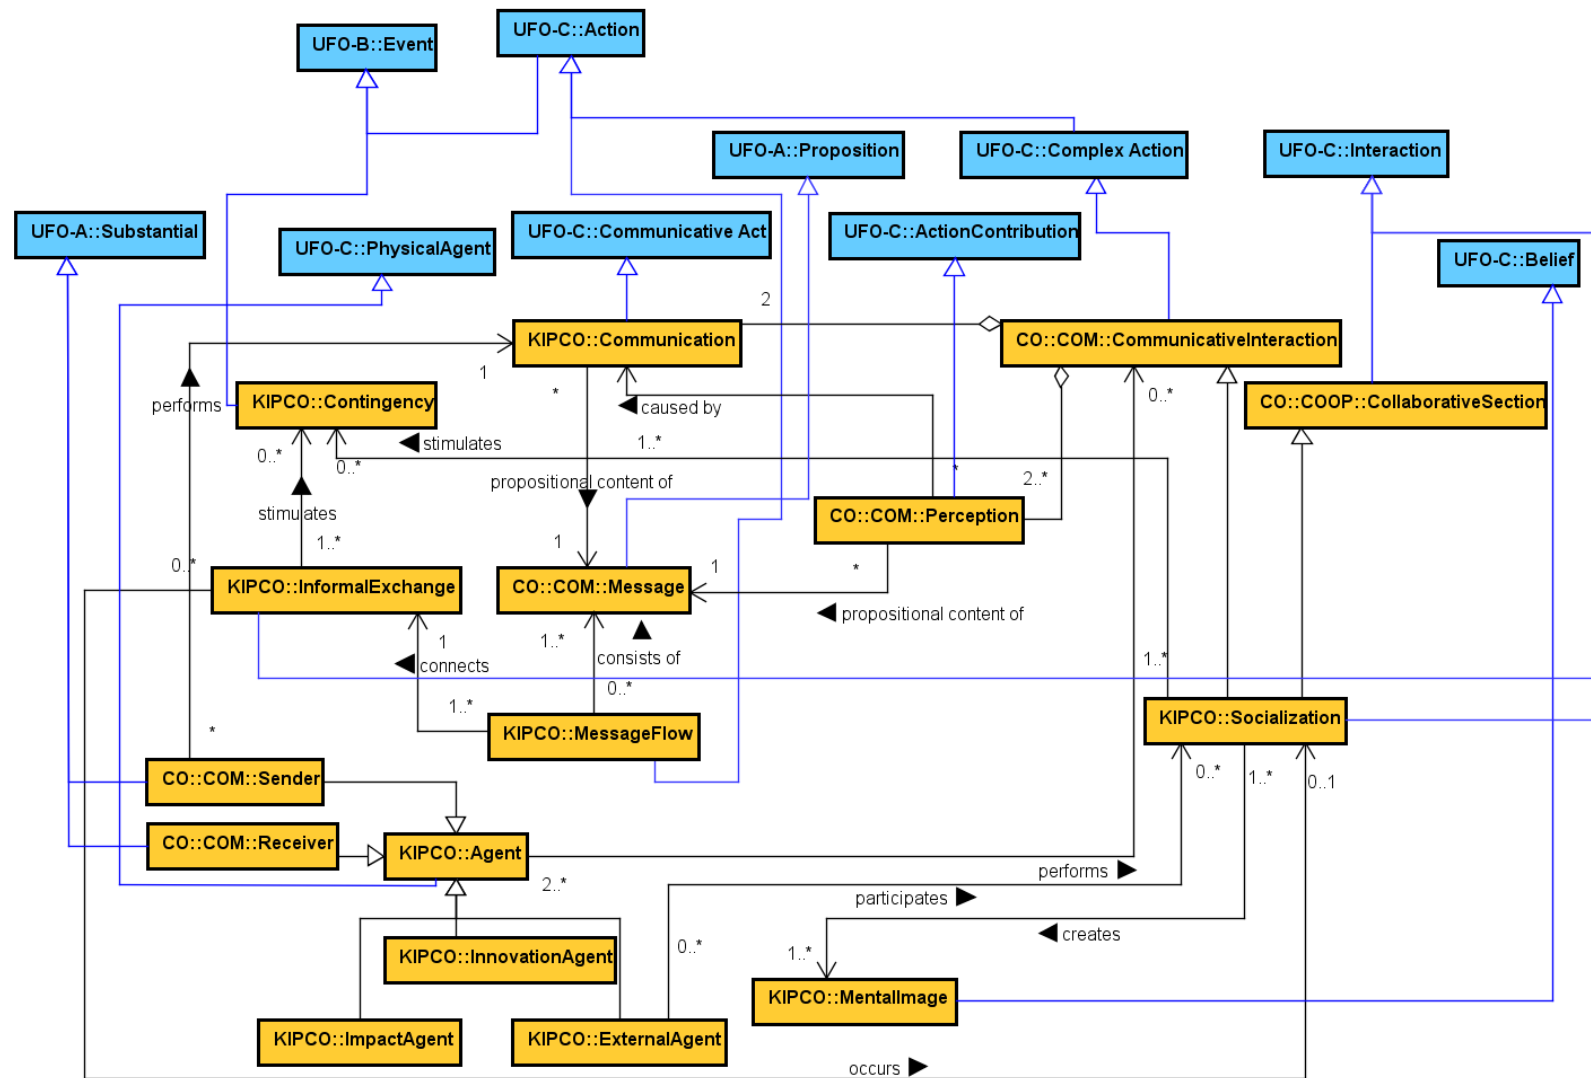 UFO-B::Event
UFO-C::Action
UFO-A::Proposition
UFO-C::Complex Action
UFO-C::Interaction
UFO-A::Substantial
UFO-C::PhysicalAgent
UFO-C::Communicative Act
UFO-C::ActionContribution
UFO-C::Belief
2
KIPCO::Communication
CO::COM::CommunicativeInteraction
1
performs
KIPCO::Contingency
*
caused by
0..*
CO::COOP::CollaborativeSection
stimulates
1..*
0..*
0..*
propositional content of
*
2..*
stimulates
CO::COM::Perception
1..*
1
0..*
1
*
KIPCO::InformalExchange
CO::COM::Message
propositional content of
1
1..*
connects
consists of
1..*
0..*
1..*
KIPCO::Socialization
*
KIPCO::MessageFlow
CO::COM::Sender
0..*
1..*
0..1
CO::COM::Receiver
KIPCO::Agent
2..*
performs
participates
creates
KIPCO::InnovationAgent
0..*
1..*
KIPCO::MentalImage
KIPCO::ImpactAgent
KIPCO::ExternalAgent
occurs